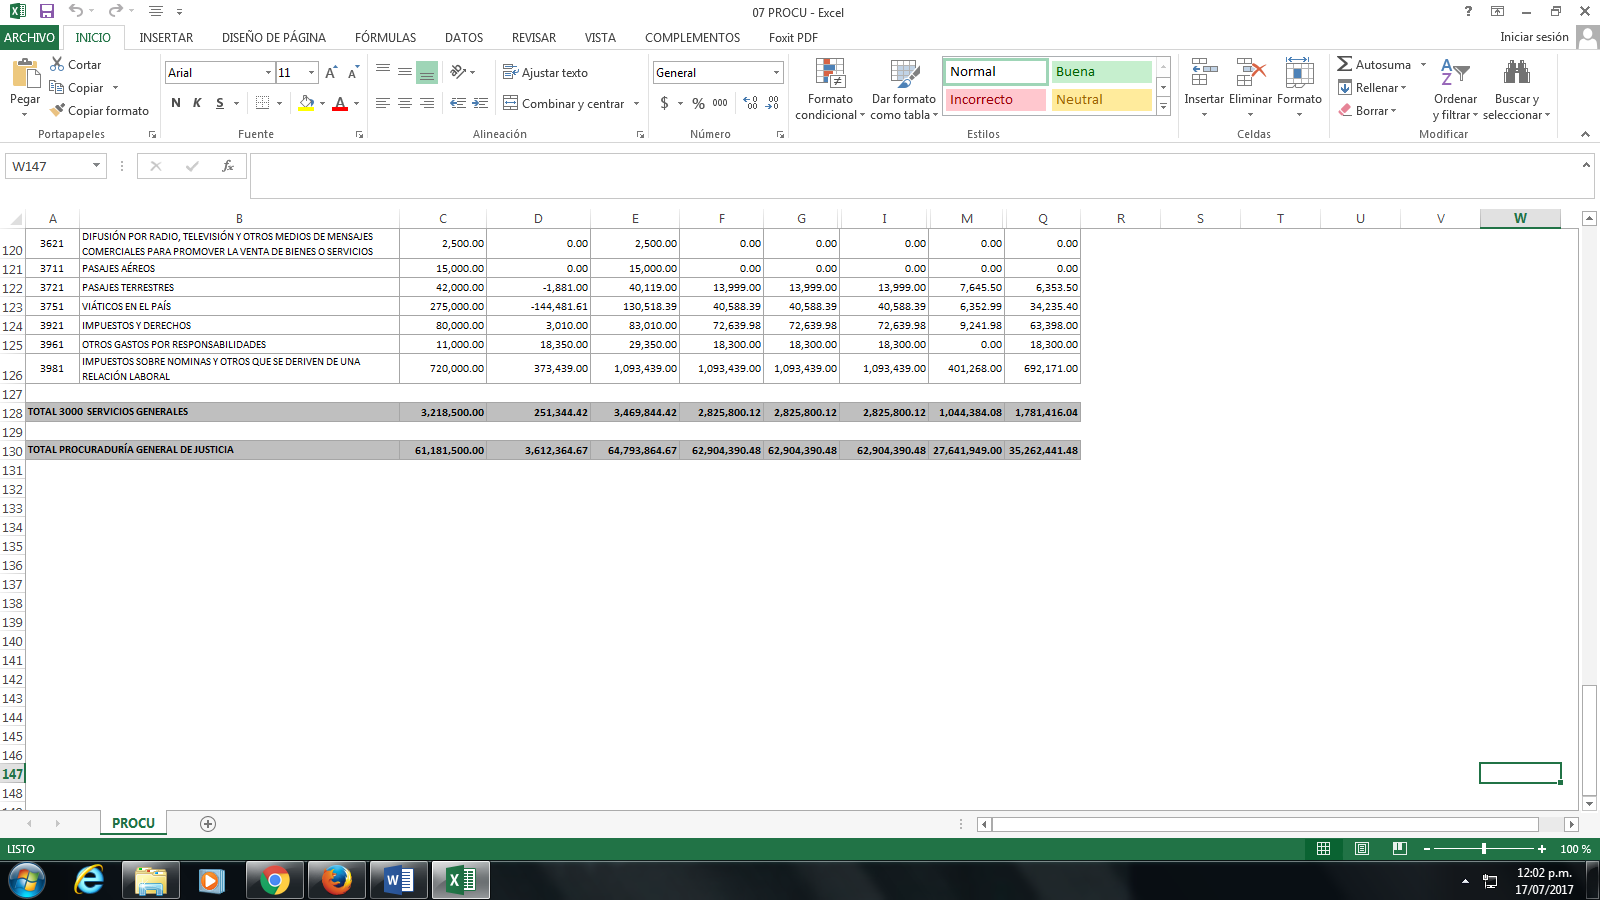 07 PROCU - Excel
ARCHIVO INICIO INSERTAR DISEÑO DE PÁGINA FÓRMULAS DATOS REVISAR VISTA COMPLEMENTOS Foxit PDF Iniciar sesión
Pegar
Cortar
Copiar
Copiar formato
Portapapeles
Arial 11
N K S
Fuente
Ajustar texto
Combinar y centrar
Alineación
General
$ % 000
Número
Formato condicional
Dar formato como tabla
Normal Buena
Incorrecto Neutral
Estilos
Insertar Eliminar Formato
Celdas
Autosuma
Rellenar
Borrar
Ordenar y filtrar
Buscar y seleccionar
Modificar
W147 fx
A B C D E F G I M Q R S T U V W
120 3621 DIFUSIÓN POR RADIO, TELEVISIÓN Y OTROS MEDIOS DE MENSAJES COMERCIALES PARA PROMOVER LA VENTA DE BIENES O SERVICIOS 2,500.00 0.00 2,500.00 0.00 0.00 0.00 0.00 0.00
121 3711 PASAJES AÉREOS 15,000.00 0.00 15,000.00 0.00 0.00 0.00 0.00 0.00
122 3721 PASAJES TERRESTRES 42,000.00 -1,881.00 40,119.00 13,999.00 13,999.00 13,999.00 7,645.50 6,353.50
123 3751 VIÁTICOS EN EL PAÍS 275,000.00 -144,481.61 130,518.39 40,588.39 40,588.39 40,588.39 6,352.99 34,235.40
124 3921 IMPUESTOS Y DERECHOS 80,000.00 3,010.00 83,010.00 72,639.98 72,639.98 72,639.98 9,241.98 63,398.00
125 3961 OTROS GASTOS POR RESPONSABILIDADES 11,000.00 18,350.00 29,350.00 18,300.00 18,300.00 18,300.00 0.00 18,300.00
126 3981 IMPUESTOS SOBRE NOMINAS Y OTROS QUE SE DERIVEN DE UNA RELACIÓN LABORAL 720,000.00 373,439.00 1,093,439.00 1,093,439.00 1,093,439.00 1,093,439.00 401,268.00 692,171.00
127
128 TOTAL 3000 SERVICIOS GENERALES 3,218,500.00 251,344.42 3,469,844.42 2,825,800.12 2,825,800.12 2,825,800.12 1,044,384.08 1,781,416.04
129
130 TOTAL PROCURADURÍA GENERAL DE JUSTICIA 61,181,500.00 3,612,364.67 64,793,864.67 62,904,390.48 62,904,390.48 62,904,390.48 27,641,949.00 35,262,441.48
131
132
133
134
135
136
137
138
139
140
141
142
143
144
145
146
147
148
PROCU
LISTO 100 %
12:02 p.m.
17/07/2017